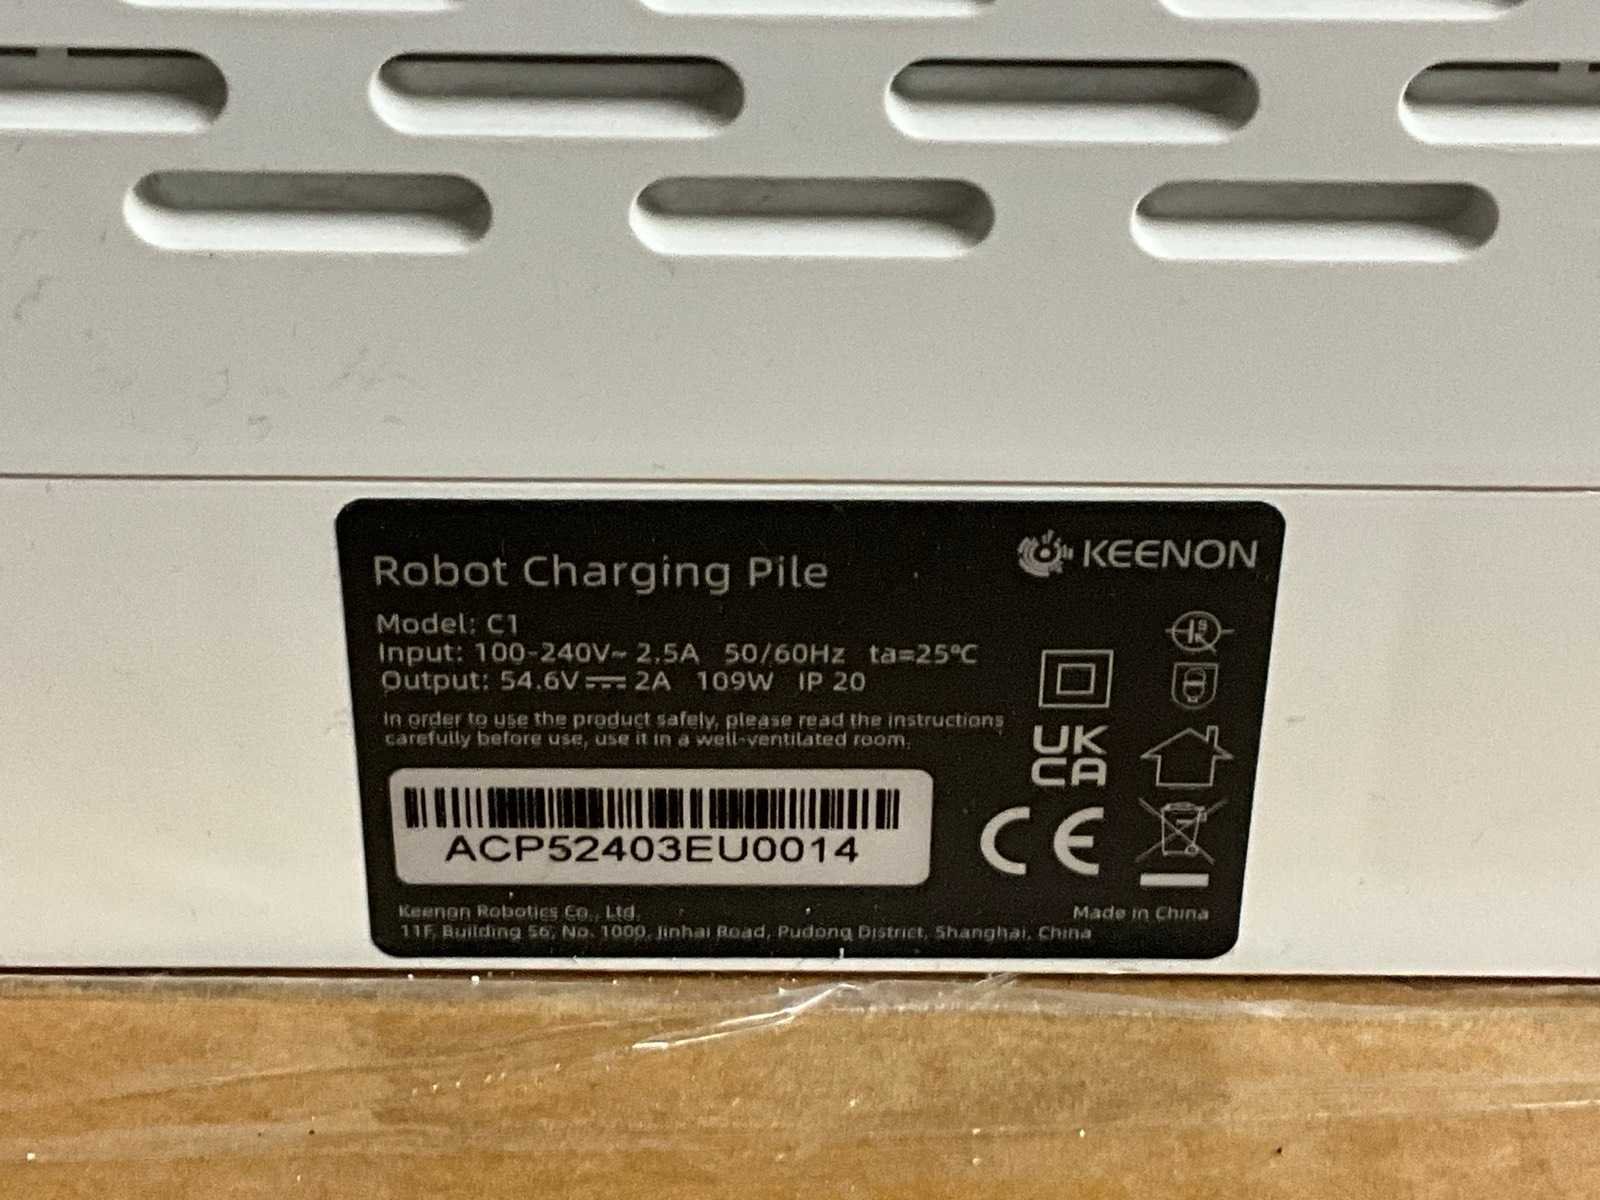 Robot Charging Pile
KEENON
Model: C1
Input: 100-240V~ 2.5A 50/60Hz ta=25℃
Output: 54.6V⎓2A 109W IP 20
In order to use the product safely, please read the instructions
carefully before use, use it in a well-ventilated room.
UK
CA
CE
ACP52403EU0014
Keenon Robotics Co., Ltd.
Made in China
11F, Building 56, No. 1000, Jinhai Road, Pudong District, Shanghai, China